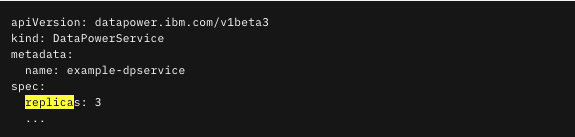 apiVersion: datapower.ibm.com/v1beta3
kind: DataPowerService
metadata:
  name: example-dpservice
spec:
  replicas: 3
  ...